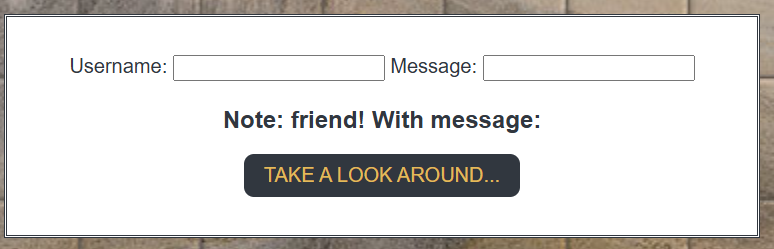 Username: Message:
Note: friend! With message:
TAKE A LOOK AROUND...